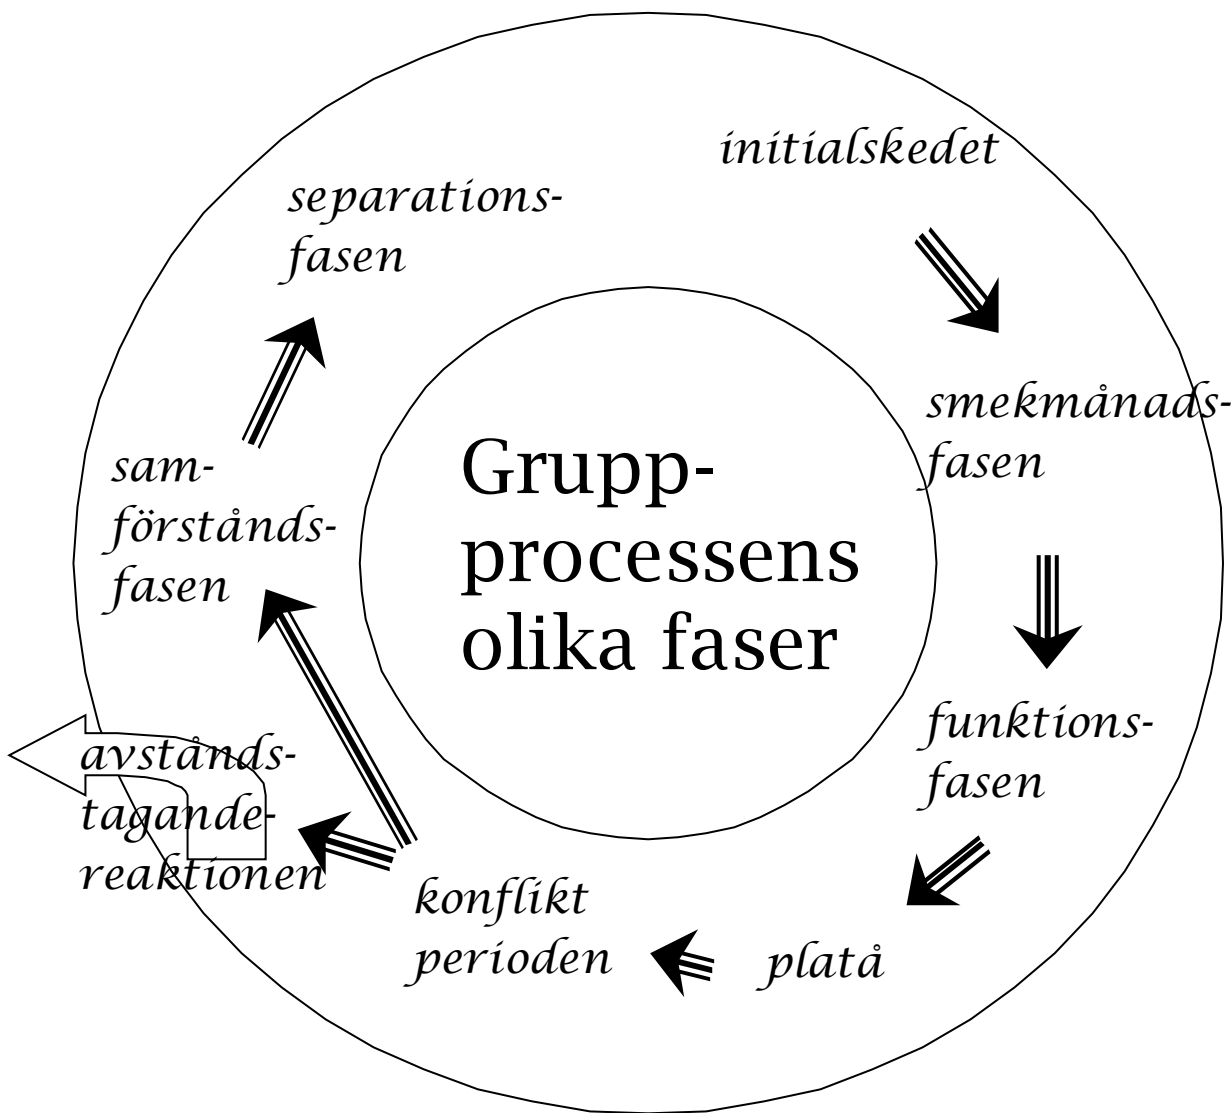 initialskedet
separations-
fasen
smekmånads-
fasen
Grupp-
processens
olika faser
sam-
förstånds-
fasen
funktions-
fasen
avstånds-
tagande-
reaktionen
konflikt
perioden
platå